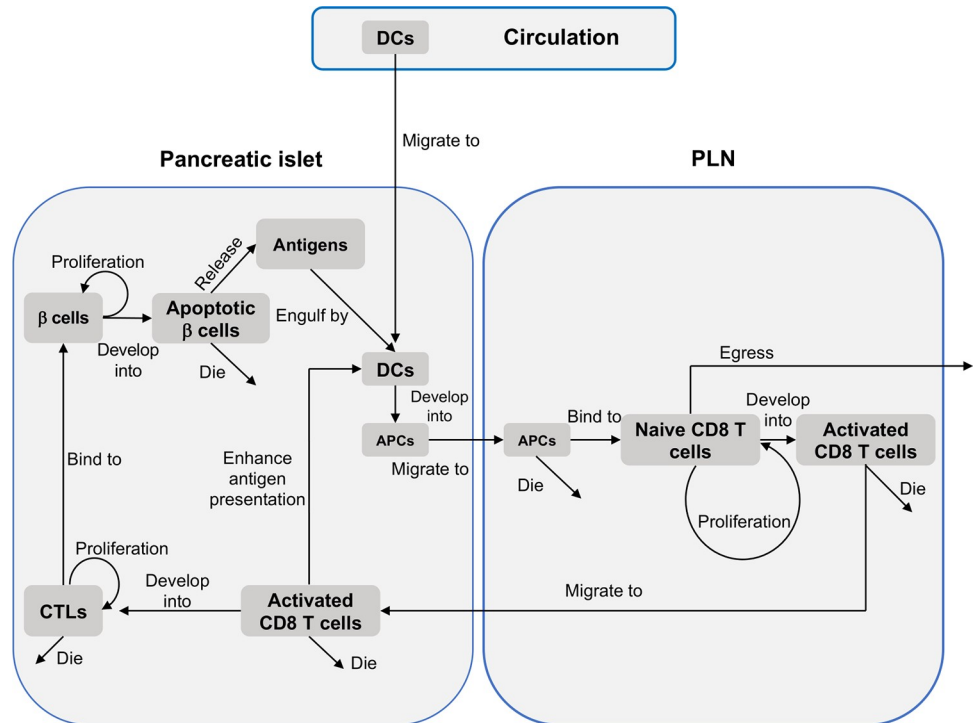 DCs
Circulation
Migrate to
Pancreatic islet
PLN
Antigens
Release
Proliferation
β cells
Apoptotic
β cells
Engulf by
Develop
into
Die
DCs
Develop
into
APCs
Migrate to
APCs
Bind to
Die
Egress
Naive CD8 T
cells
Develop
into
Activated
CD8 T cells
Die
Proliferation
Bind to
Enhance
antigen
presentation
Proliferation
CTLs
Develop
into
Activated
CD8 T cells
Migrate to
Die
Die